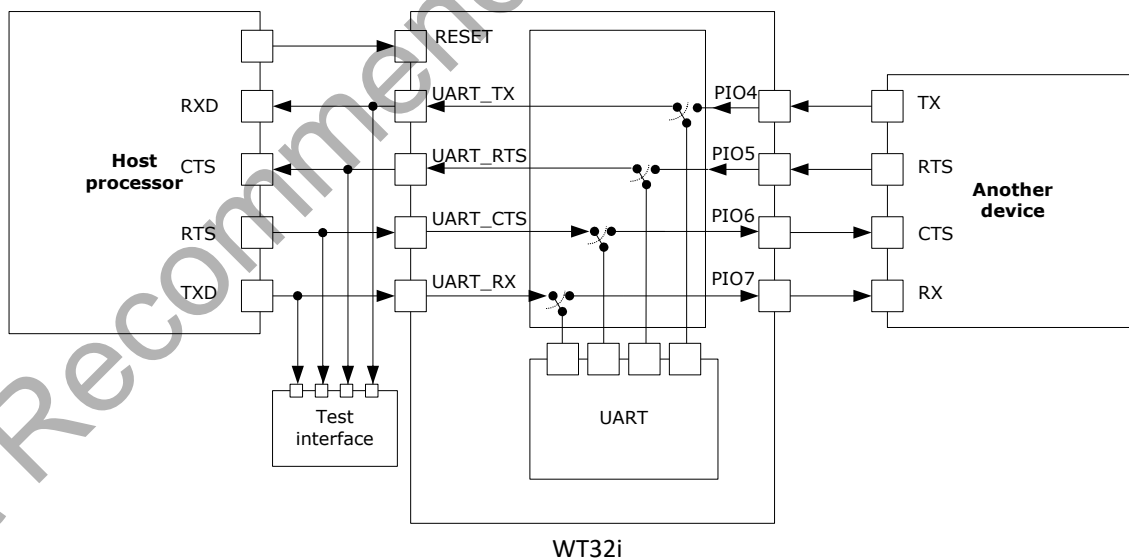 RESET
RXD
UART_TX
PIO4
TX
Host
processor
CTS
UART_RTS
PIO5
RTS
Another
device
RTS
UART_CTS
PIO6
CTS
TXD
UART_RX
PIO7
RX
Test
interface
UART
WT32i
Recommen